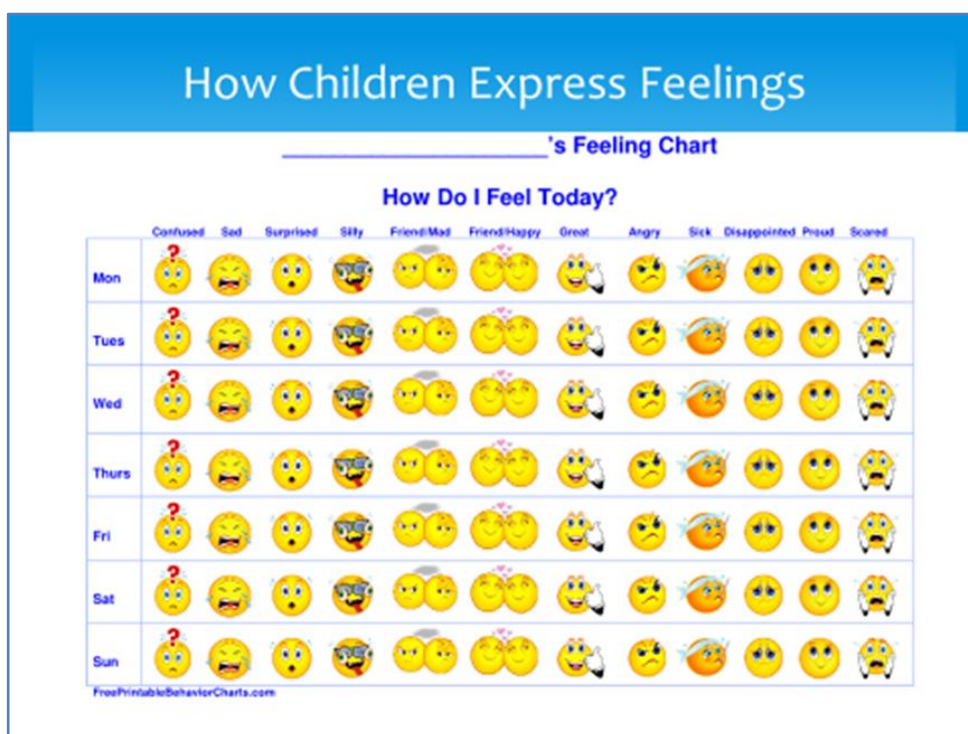 How Children Express Feelings
____________________'s Feeling Chart
How Do I Feel Today?
Confused Sad Surprised Silly Friend/Mad Friend/Happy Great Angry Sick Disappointed Proud Scared
Mon
Tues
Wed
Thurs
Fri
Sat
Sun
FreePrintableBehaviorCharts.com